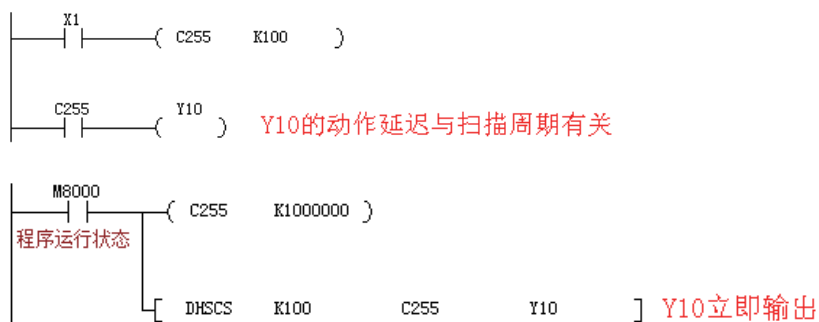 X1
C255 K100
C255 Y10 Y10的动作延迟与扫描周期有关
M8000
C255 K1000000
程序运行状态
DHSCS K100 C255 Y10 Y10立即输出